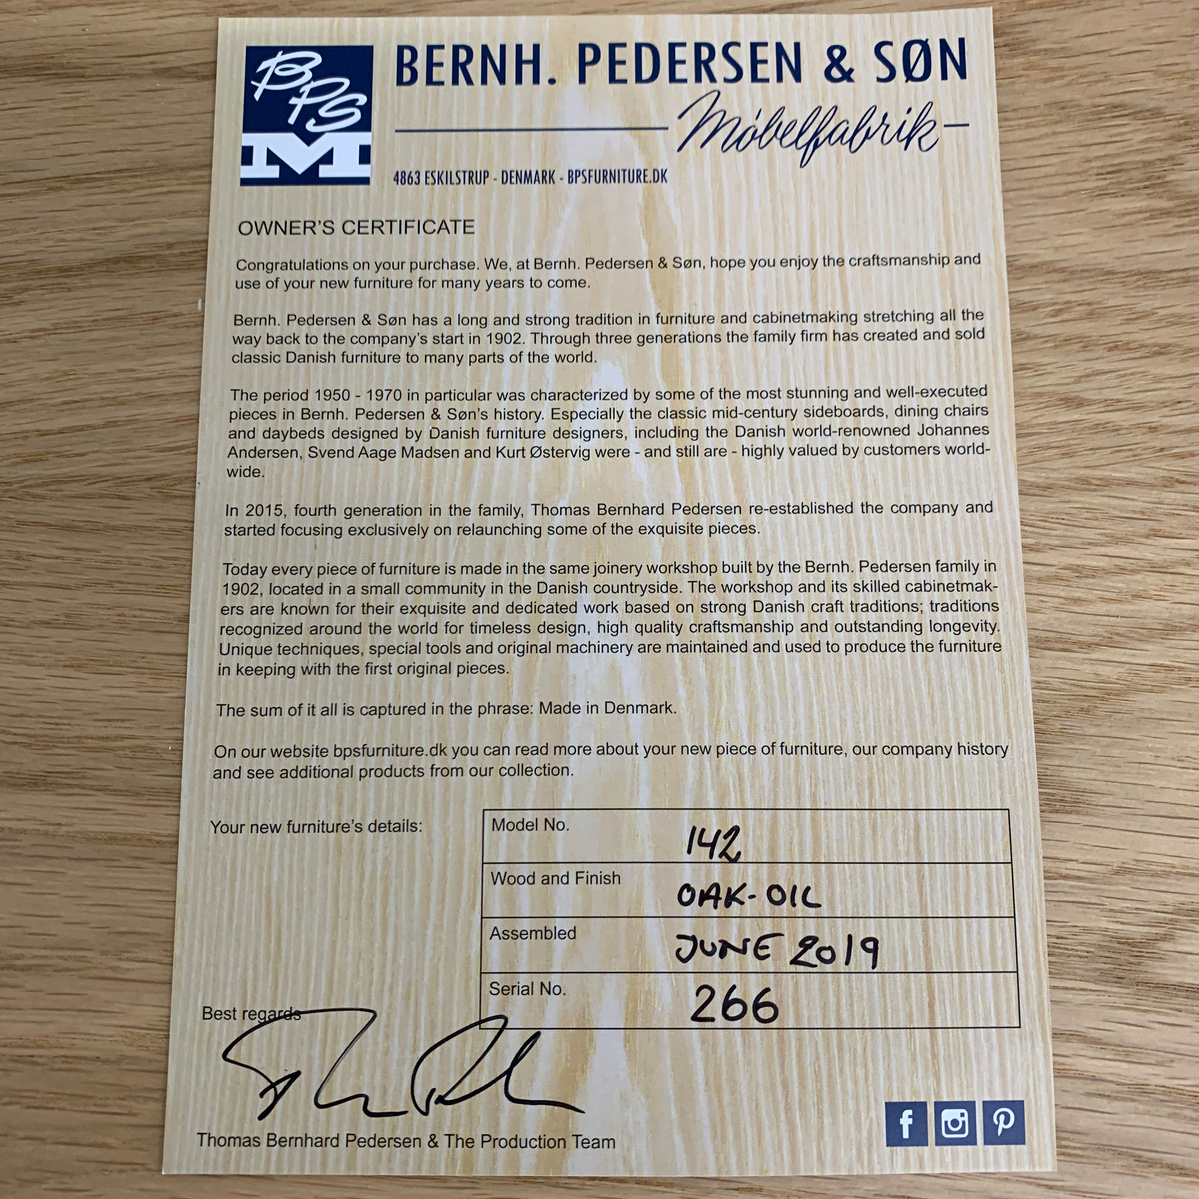 BPS
M
BERNH. PEDERSEN & SØN
Møbelfabrik
4863 ESKILSTRUP - DENMARK - BPSFURNITURE.DK
OWNER'S CERTIFICATE
Congratulations on your purchase. We, at Bernh. Pedersen & Søn, hope you enjoy the craftsmanship and
use of your new furniture for many years to come.
Bernh. Pedersen & Søn has a long and strong tradition in furniture and cabinetmaking stretching all the
way back to the company's start in 1902. Through three generations the family firm has created and sold
classic Danish furniture to many parts of the world.
The period 1950 - 1970 in particular was characterized by some of the most stunning and well-executed
pieces in Bernh. Pedersen & Søn's history. Especially the classic mid-century sideboards, dining chairs
and daybeds designed by Danish furniture designers, including the Danish world-renowned Johannes
Andersen, Svend Aage Madsen and Kurt Østervig were - and still are - highly valued by customers world-
wide.
In 2015, fourth generation in the family, Thomas Bernhard Pedersen re-established the company and
started focusing exclusively on relaunching some of the exquisite pieces.
Today every piece of furniture is made in the same joinery workshop built by the Bernh. Pedersen family in
1902, located in a small community in the Danish countryside. The workshop and its skilled cabinetmak-
ers are known for their exquisite and dedicated work based on strong Danish craft traditions; traditions
recognized around the world for timeless design, high quality craftsmanship and outstanding longevity.
Unique techniques, special tools and original machinery are maintained and used to produce the furniture
in keeping with the first original pieces.
The sum of it all is captured in the phrase: Made in Denmark.
On our website bpsfurniture.dk you can read more about your new piece of furniture, our company history
and see additional products from our collection.
Your new furniture's details:
Model No. 142
Wood and Finish OAK-OIL
Assembled JUNE 2019
Serial No. 266
Best regards
Thomas Bernhard Pedersen & The Production Team